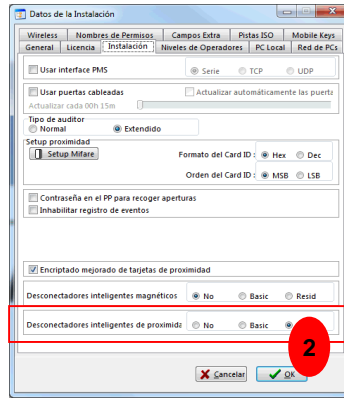 Datos de la Instalación
Wireless Nombres de Permisos Campos Extra Pistas ISO Mobile Keys
General Licencia Instalación Niveles de Operadores PC Local Red de PCs
Usar interface PMS Serie TCP UDP
Usar puertas cableadas Actualizar automáticamente las puerta
Actualizar cada 00h 15m
Tipo de auditor
Normal Extendido
Setup proximidad
Setup Mifare Formato del Card ID : Hex Dec
Orden del Card ID : MSB LSB
Contraseña en el PP para recoger aperturas
Inhabilitar registro de eventos
Encriptado mejorado de tarjetas de proximidad
Desconectadores inteligentes magnéticos No Basic Resid
Desconectadores inteligentes de proximida No Basic
2
Cancelar OK